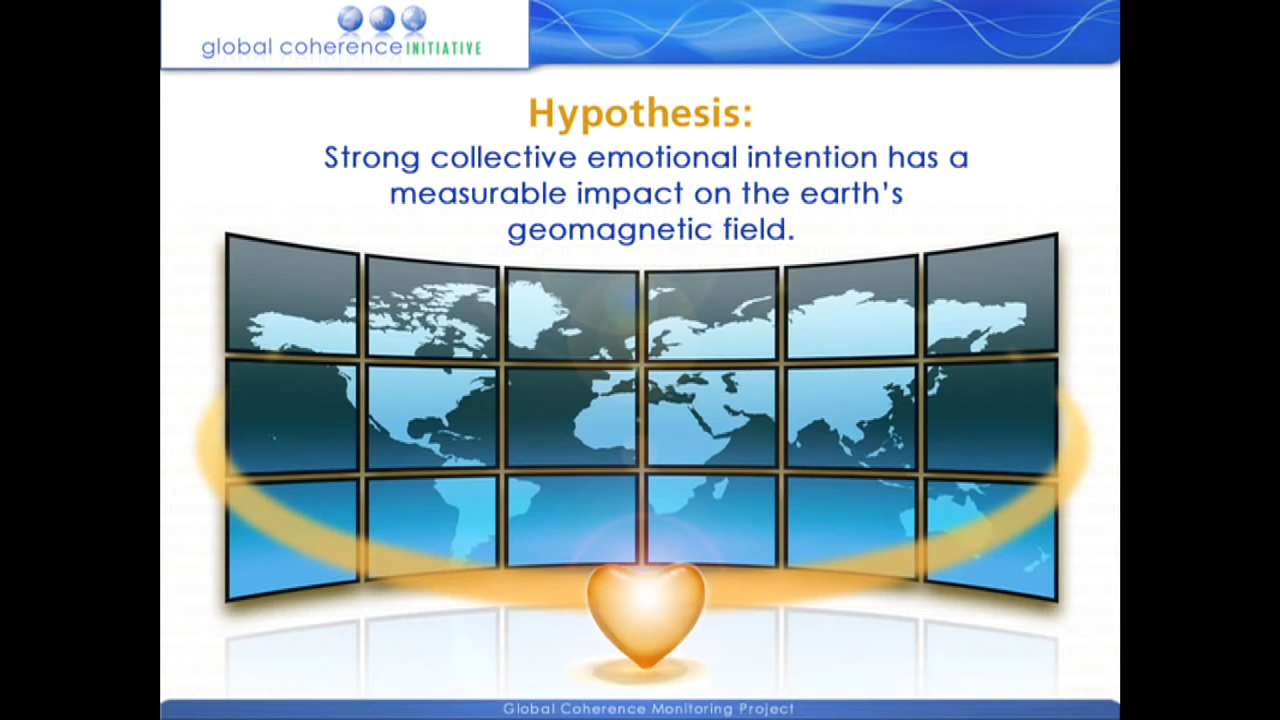 global coherence INITIATIVE
Hypothesis:
Strong collective emotional intention has a
measurable impact on the earth’s
geomagnetic field.
Global Coherence Monitoring Project